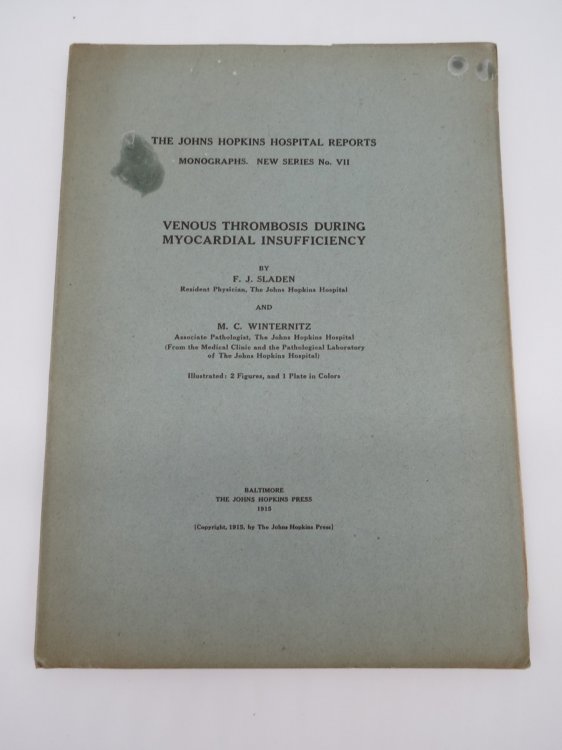 THE JOHNS HOPKINS HOSPITAL REPORTS
MONOGRAPHS. NEW SERIES No. VII
VENOUS THROMBOSIS DURING
MYOCARDIAL INSUFFICIENCY
BY
F. J. SLADEN
Resident Physician, The Johns Hopkins Hospital
AND
M. C. WINTERNITZ
Associate Pathologist, The Johns Hopkins Hospital
(From the Medical Clinic and the Pathological Laboratory
of The Johns Hopkins Hospital)
Illustrated: 2 Figures, and 1 Plate in Colors
BALTIMORE
THE JOHNS HOPKINS PRESS
1915
(Copyright, 1915, by The Johns Hopkins Press)